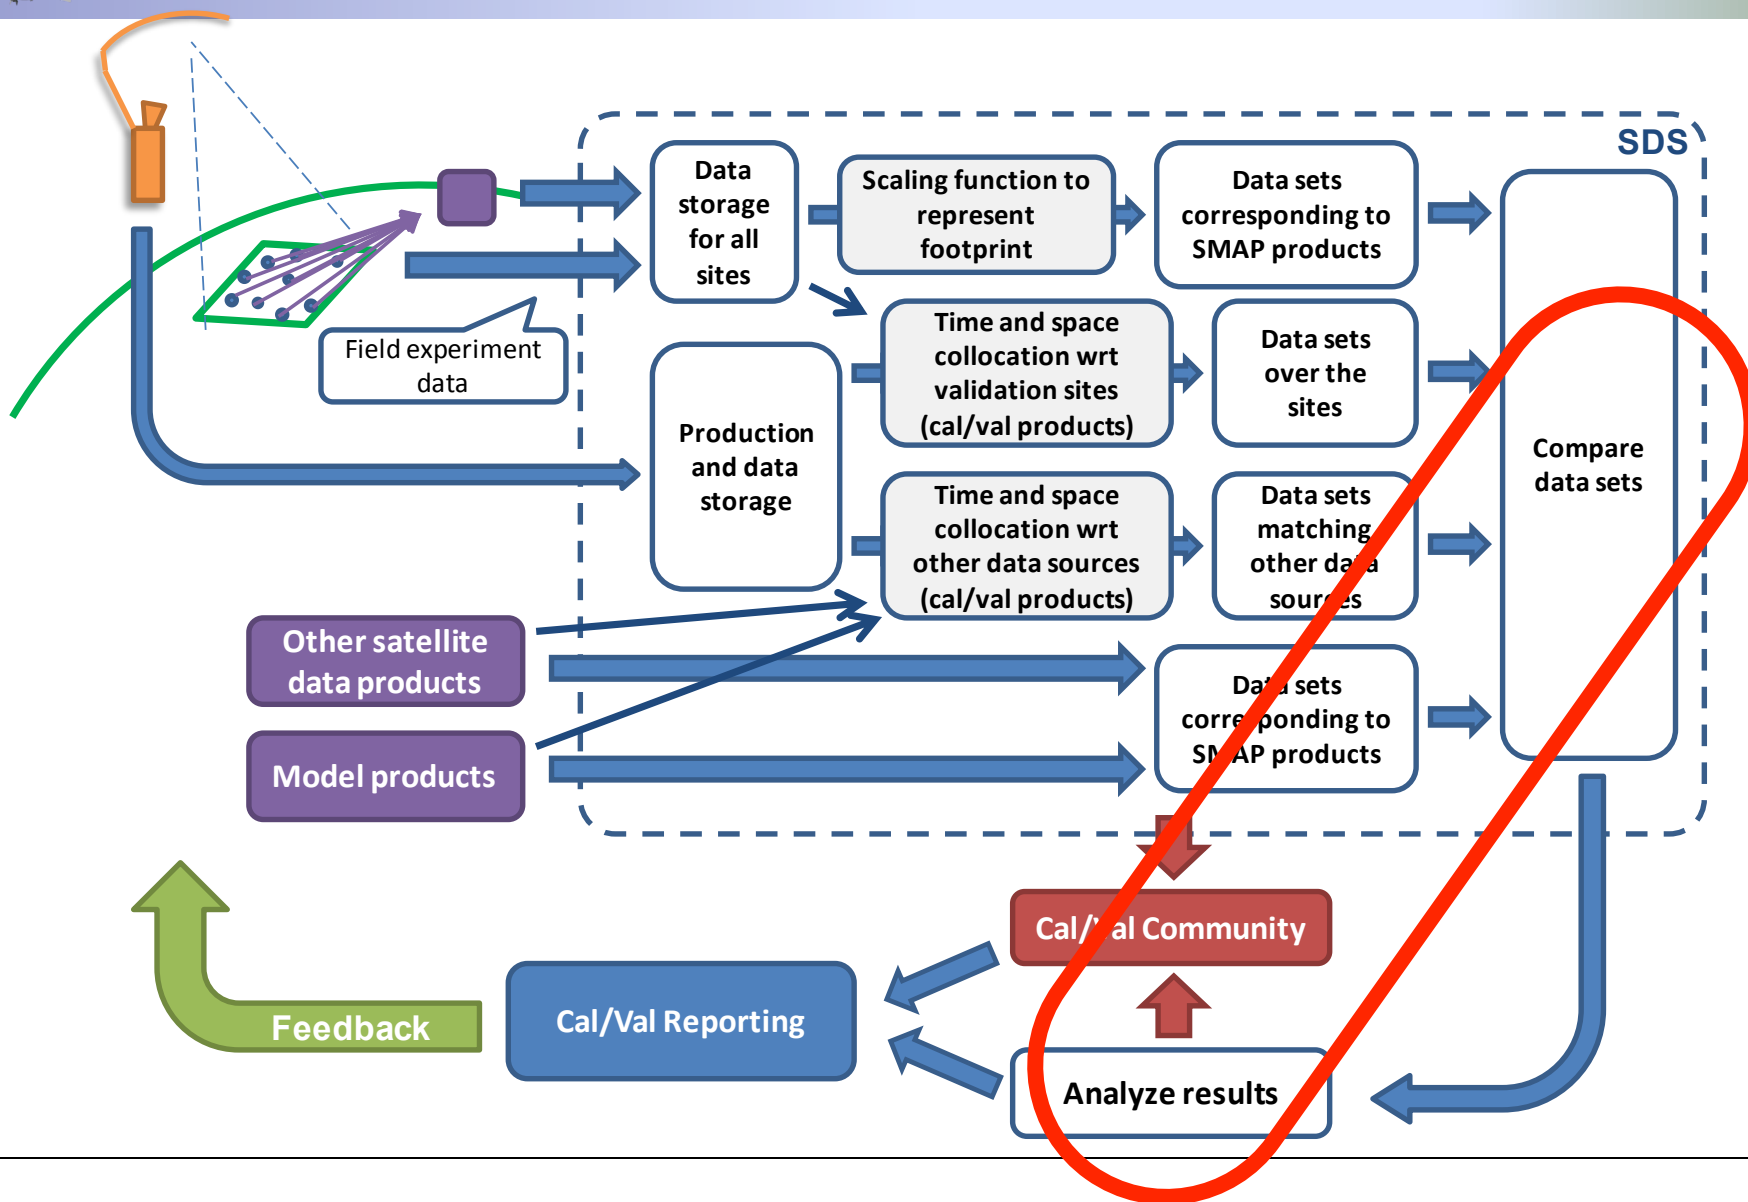 SDS
Data
storage
for all
sites
Scaling function to
represent
footprint
Data sets
corresponding to
SMAP products
Field experiment
data
Time and space
collocation wrt
validation sites
(cal/val products)
Data sets
over the
sites
Production
and data
storage
Compare
data sets
Time and space
collocation wrt
other data sources
(cal/val products)
Data sets
matching
other data
sources
Other satellite
data products
Data sets
corresponding to
SMAP products
Model products
Cal/Val Community
Cal/Val Reporting
Feedback
Analyze results